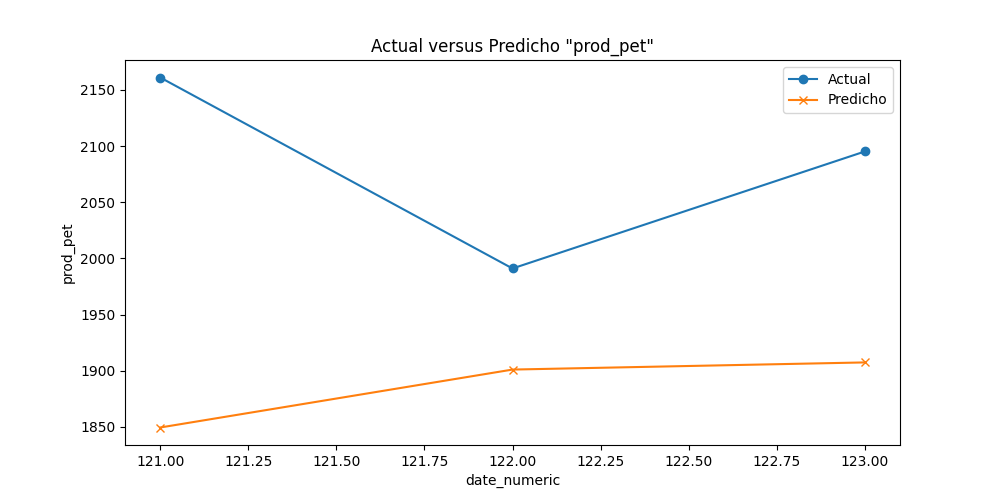 Actual versus Predicho "prod_pet"
Actual
Predicho
prod_pet
2150
2100
2050
2000
1950
1900
1850
121.00 121.25 121.50 121.75 122.00 122.25 122.50 122.75 123.00
date_numeric